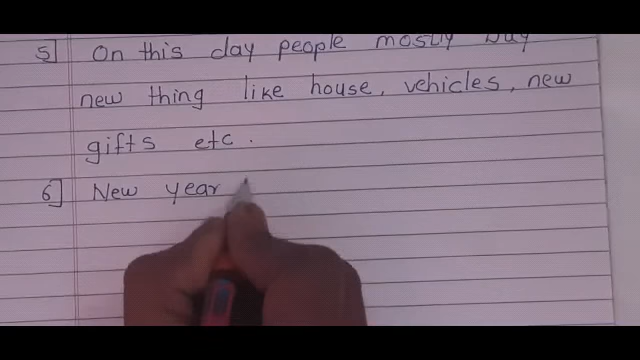 5] On this day people mostly buy
new thing like house, vehicles, new
gifts etc.
6] New year